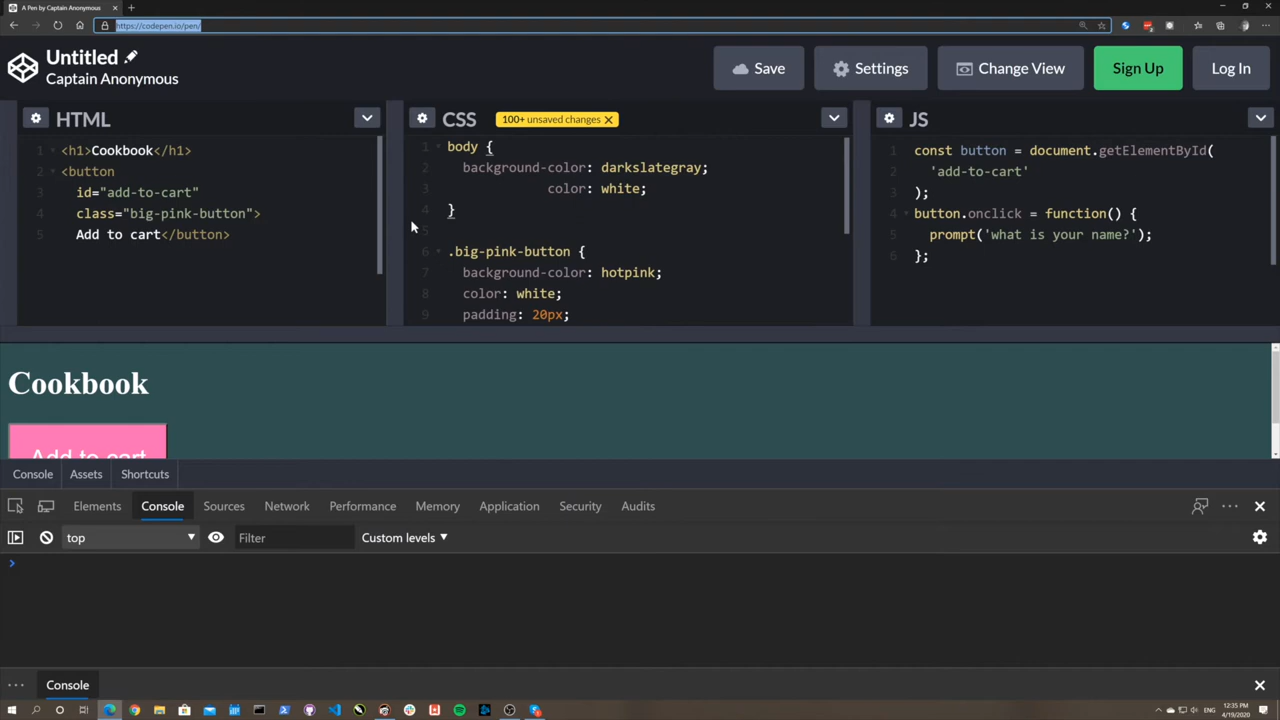 A Pen by Captain Anonymous
https://codepen.io/pen/
Untitled
Captain Anonymous
Save
Settings
Change View
Sign Up
Log In
HTML
1 <h1>Cookbook</h1>
2 <button
3 id="add-to-cart"
4 class="big-pink-button">
5 Add to cart</button>
CSS
100+ unsaved changes
1 body {
2 background-color: darkslategray;
3 color: white;
4 }
5
6 .big-pink-button {
7 background-color: hotpink;
8 color: white;
9 padding: 20px;
JS
1 const button = document.getElementById(
2 'add-to-cart'
3 );
4 button.onclick = function() {
5 prompt('what is your name?');
6 };
Cookbook
Add to cart
Console Assets Shortcuts
Elements Console Sources Network Performance Memory Application Security Audits
top Filter Custom levels
Console
12:35 PM
4/19/2020